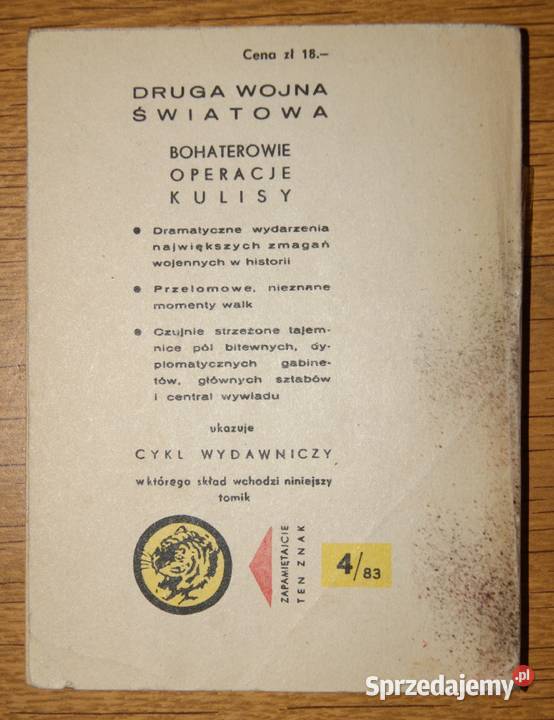 Cena zł 18.–
DRUGA WOJNA
ŚWIATOWA
BOHATEROWIE
OPERACJE
KULISY
● Dramatyczne wydarzenia
największych zmagań
wojennych w historii
● Przełomowe, nieznane
momenty walk
● Czujnie strzeżone tajem-
nice pól bitewnych, dy-
plomatycznych gabine-
tów, głównych sztabów
i central wywiadu
ukazuje
CYKL WYDAWNICZY
w którego skład wchodzi niniejszy
tomik
ZAPAMIĘTAJCIE
TEN ZNAK
4/83
Sprzedajemy.pl